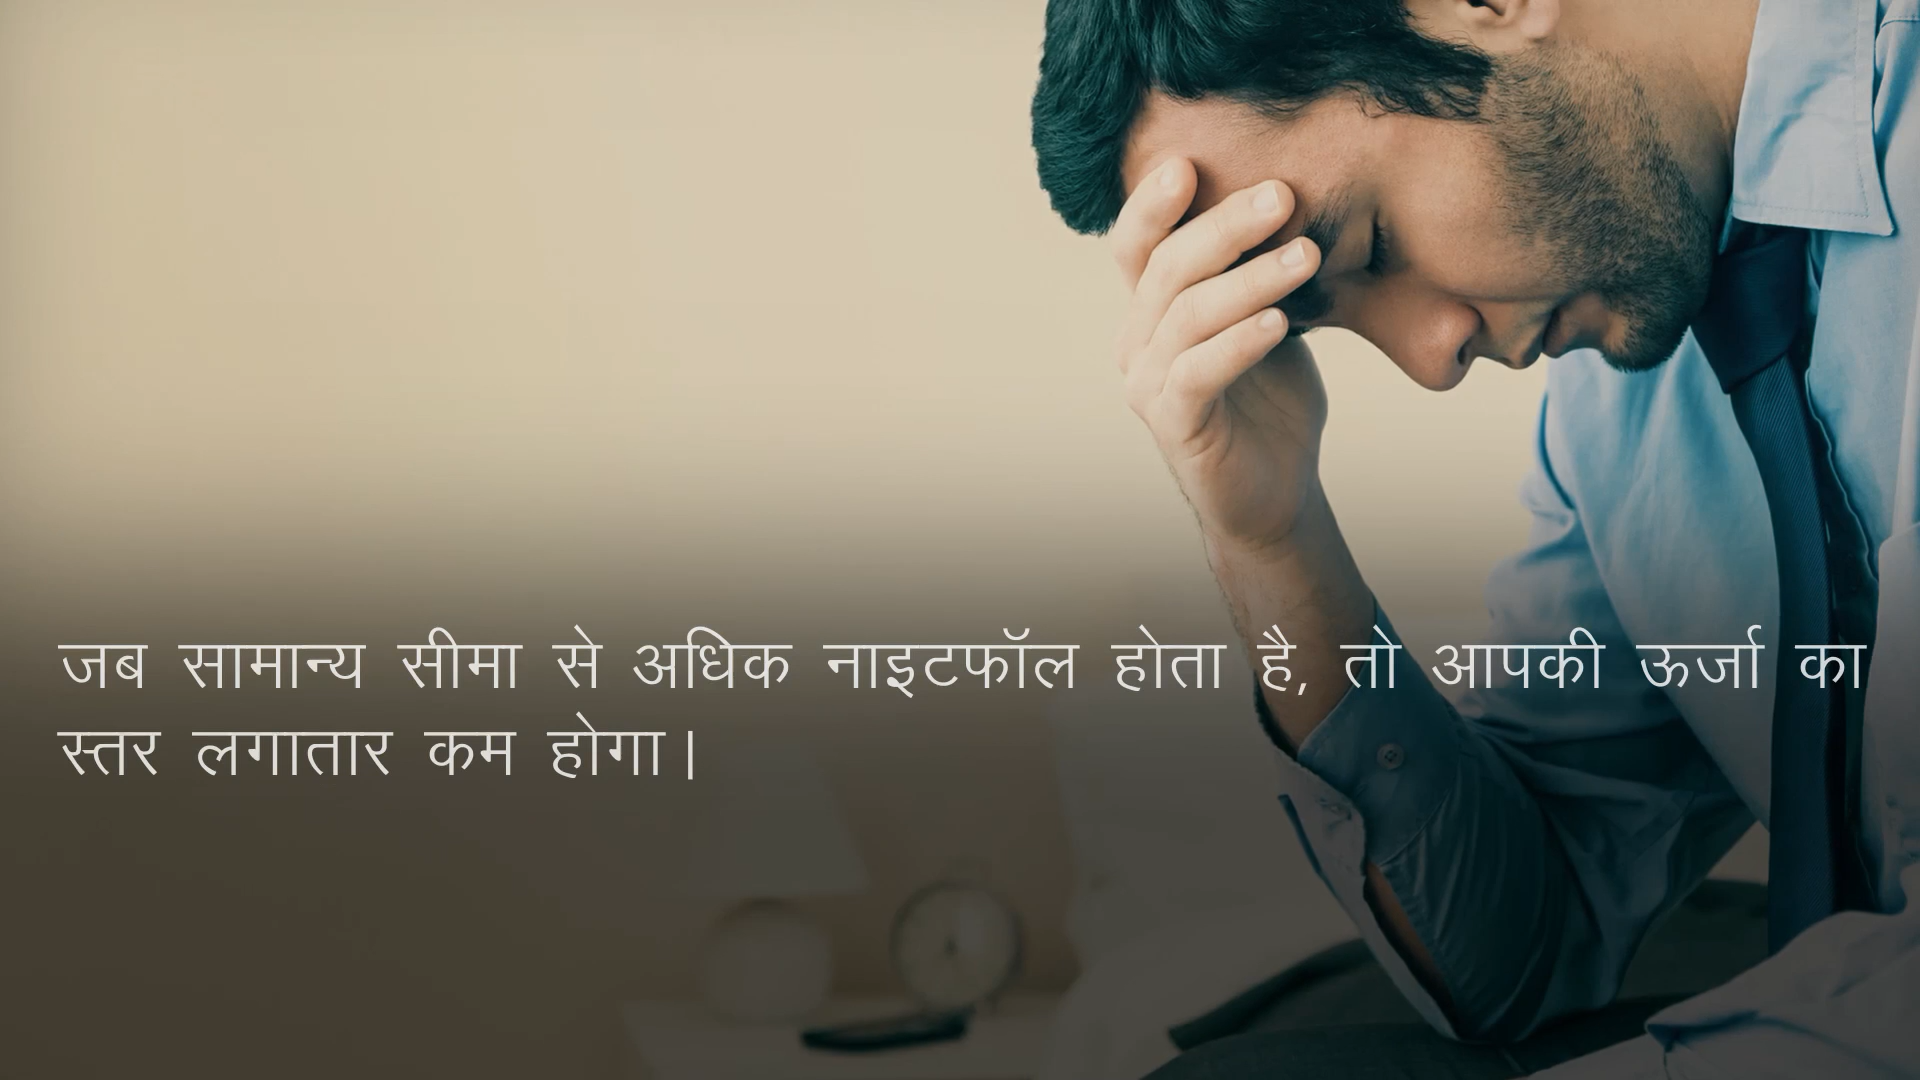 जब सामान्य सीमा से अधिक नाइटफॉल होता है, तो आपकी ऊर्जा का
स्तर लगातार कम होगा।